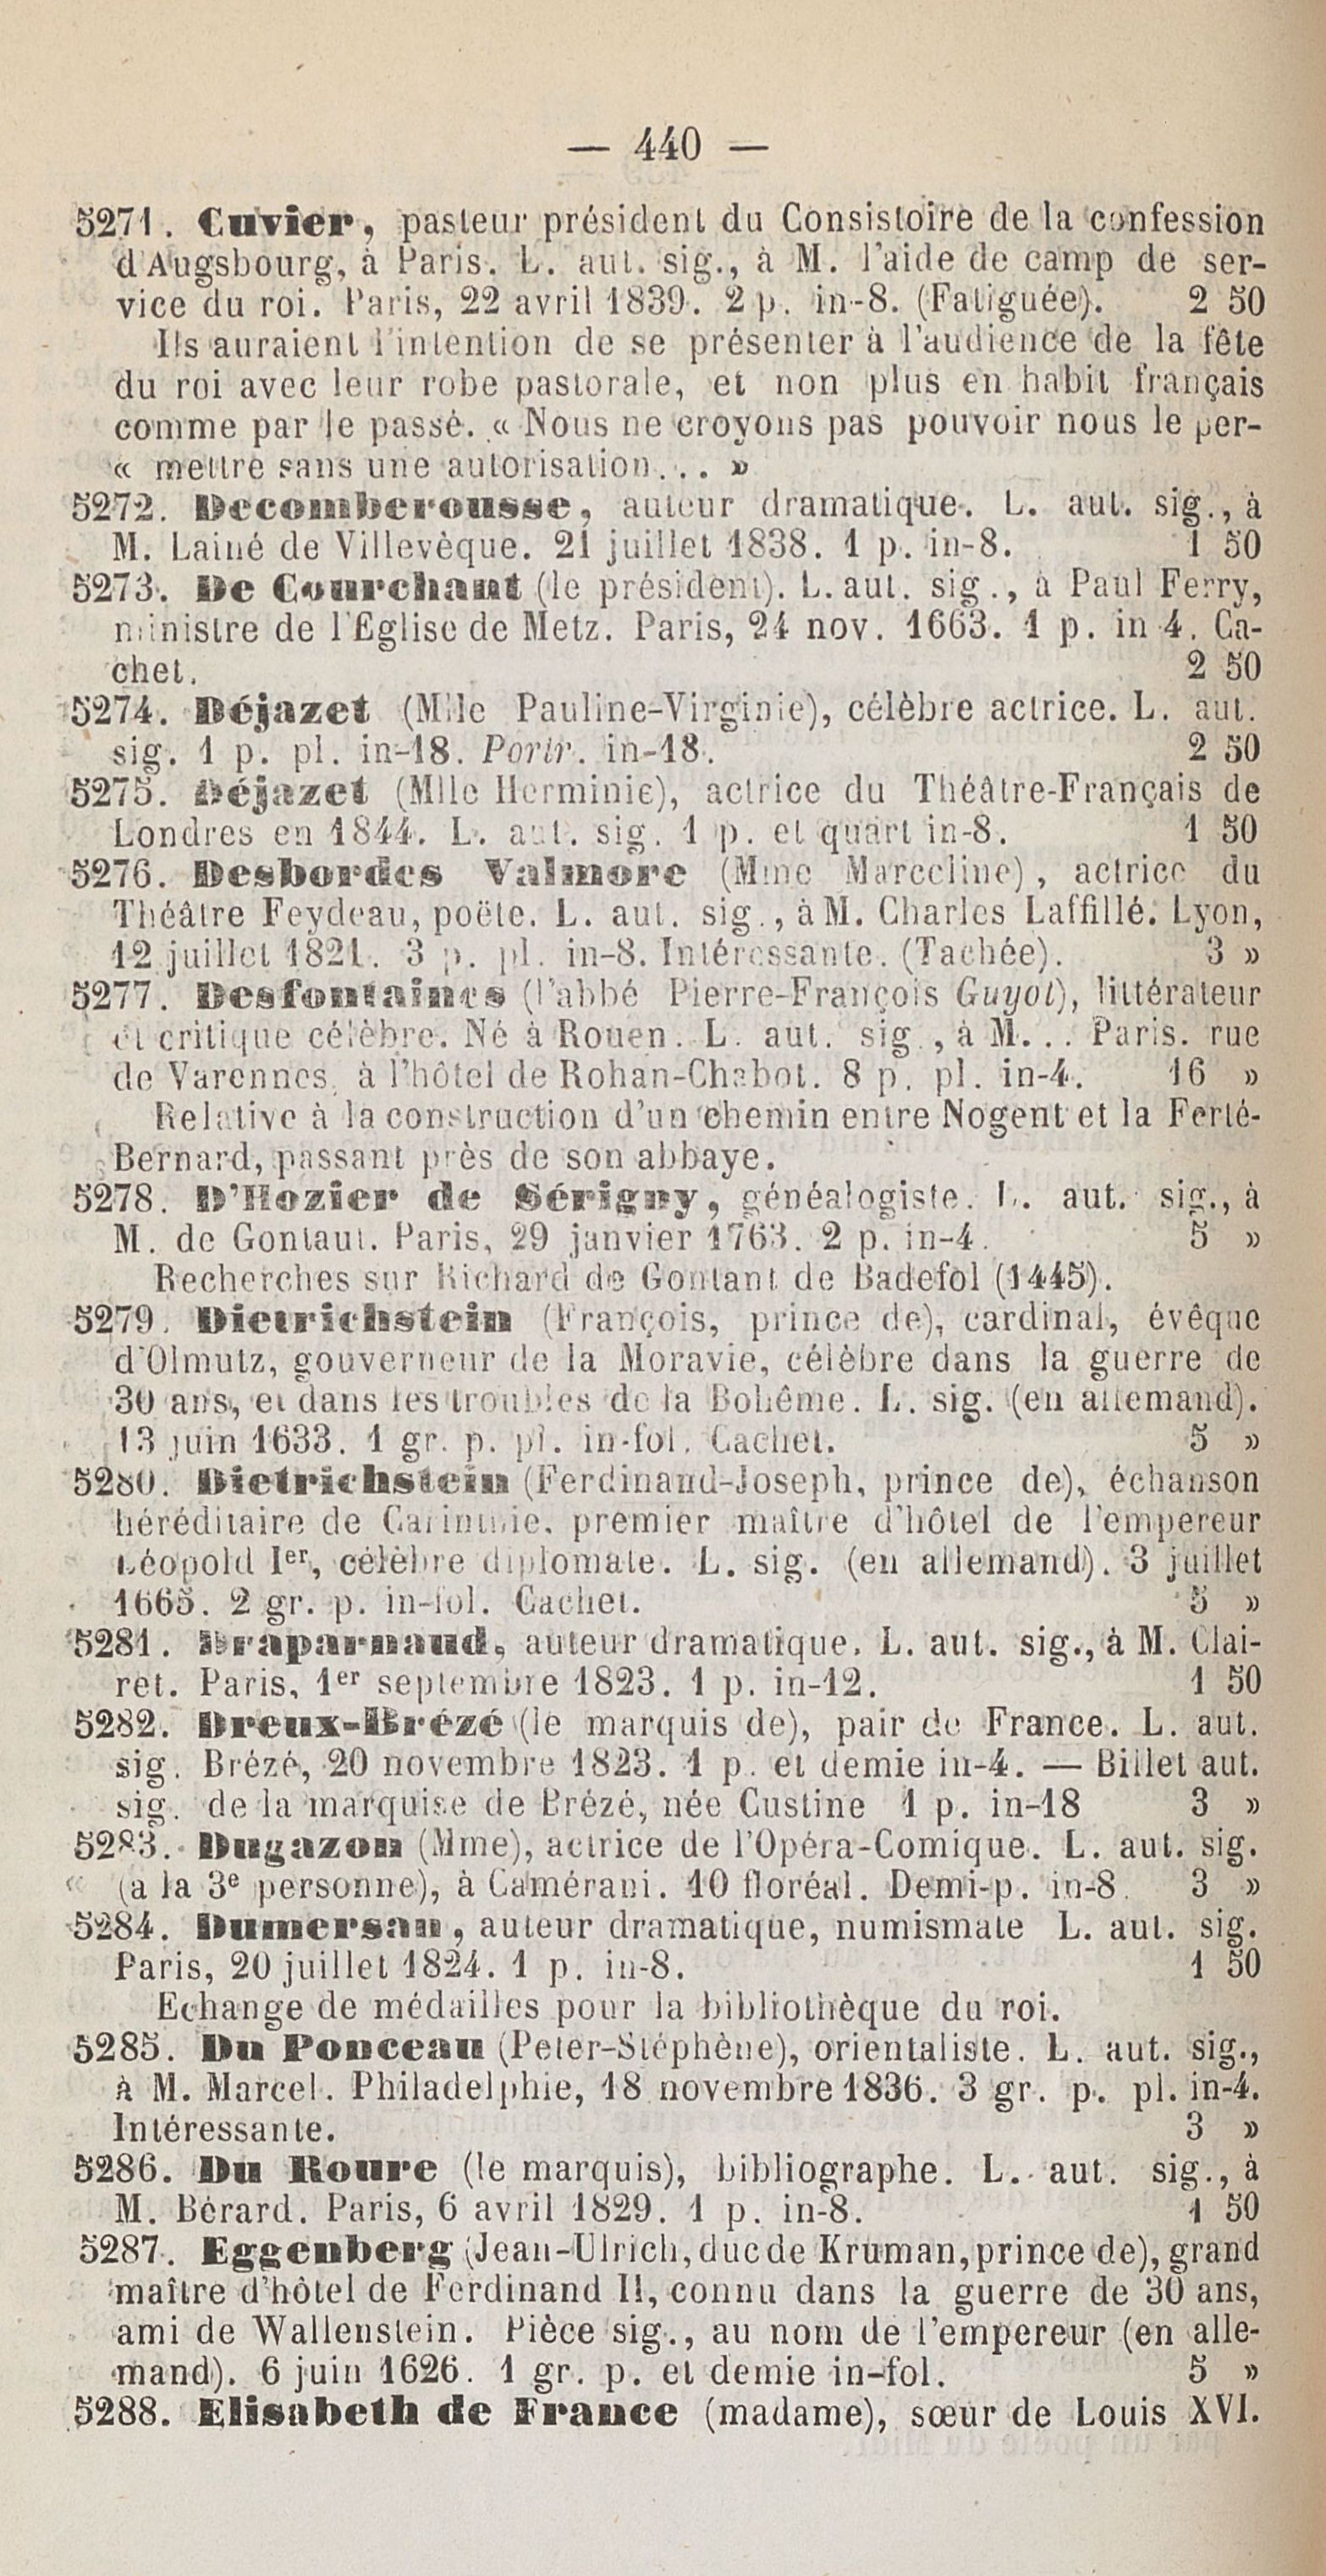 — 440 —
5271. Cuvier, pasteur président du Consistoire de la confession
d'Augsbourg, à Paris. L. aut. sig., à M. l'aide de camp de ser-
vice du roi. Paris, 22 avril 1839. 2 p. in-8. (Fatiguée). 2 50
Ils auraient l'intention de se présenter à l'audience de la fête
du roi avec leur robe pastorale, et non plus en habit français
comme par le passé. « Nous ne croyons pas pouvoir nous le per-
« mettre sans une autorisation... »
5272. Decomberousse, auteur dramatique. L. aut. sig., à
M. Lainé de Villevèque. 21 juillet 1838. 1 p. in-8. 1 50
5273. De Courchant (le président). L. aut. sig., à Paul Ferry,
ministre de l'Eglise de Metz. Paris, 24 nov. 1663. 1 p. in 4. Ca-
chet. 2 50
5274. Déjazet (Mlle Pauline-Virginie), célèbre actrice. L. aut.
sig. 1 p. pl. in-18. Portr. in-18. 2 50
5275. Déjazet (Mlle Herminie), actrice du Théâtre-Français de
Londres en 1844. L. aut. sig. 1 p. et quart in-8. 1 50
5276. Desbordes Valmore (Mme Marceline), actrice du
Théâtre Feydeau, poëte. L. aut. sig., à M. Charles Laffillé. Lyon,
12 juillet 1821. 3 p. pl. in-8. Intéressante. (Tachée). 3 »
5277. Desfontaines (l'abbé Pierre-François Guyot), littérateur
et critique célèbre. Né à Rouen. L. aut. sig., à M... Paris. rue
de Varennes, à l'hôtel de Rohan-Chabot. 8 p. pl. in-4. 16 »
Relative à la construction d'un chemin entre Nogent et la Ferté-
Bernard, passant près de son abbaye.
5278. D'Hozier de Sérigny, généalogiste. L. aut. sig., à
M. de Gontaut. Paris, 29 janvier 1763. 2 p. in-4. 5 »
Recherches sur Richard de Gontant de Badefol (1445).
5279. Dietrichstein (François, prince de), cardinal, évêque
d'Olmutz, gouverneur de la Moravie, célèbre dans la guerre de
30 ans, et dans les troubles de la Bohême. L. sig. (en allemand).
13 juin 1633. 1 gr. p. pl. in-fol. Cachet. 5 »
5280. Dietrichstein (Ferdinand-Joseph, prince de), échanson
héréditaire de Carinthie, premier maître d'hôtel de l'empereur
Léopold Ier, célèbre diplomate. L. sig. (en allemand). 3 juillet
1665. 2 gr. p. in-fol. Cachet. 5 »
5281. Draparnaud, auteur dramatique. L. aut. sig., à M. Clai-
ret. Paris, 1er septembre 1823. 1 p. in-12. 1 50
5282. Dreux-Brézé (le marquis de), pair de France. L. aut.
sig. Brézé, 20 novembre 1823. 1 p. et demie in-4. — Billet aut.
sig. de la marquise de Brézé, née Custine 1 p. in-18 3 »
5283. Dugazon (Mme), actrice de l'Opéra-Comique. L. aut. sig.
(a la 3e personne), à Camérani. 10 floréal. Demi-p. in-8. 3 »
5284. Dumersan, auteur dramatique, numismate L. aut. sig.
Paris, 20 juillet 1824. 1 p. in-8. 1 50
Echange de médailles pour la bibliothèque du roi.
5285. Du Ponceau (Peter-Stéphène), orientaliste. L. aut. sig.,
à M. Marcel. Philadelphie, 18 novembre 1836. 3 gr. p. pl. in-4.
Intéressante. 3 »
5286. Du Roure (le marquis), bibliographe. L. aut. sig., à
M. Bérard. Paris, 6 avril 1829. 1 p. in-8. 1 50
5287. Eggenberg (Jean-Ulrich, duc de Kruman, prince de), grand
maître d'hôtel de Ferdinand II, connu dans la guerre de 30 ans,
ami de Wallenstein. Pièce sig., au nom de l'empereur (en alle-
mand). 6 juin 1626. 1 gr. p. et demie in-fol. 5 »
5288. Elisabeth de France (madame), sœur de Louis XVI.